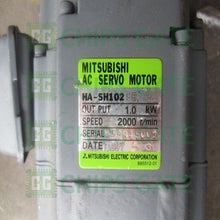 MITSUBISHI
AC SERVO MOTOR
HA-SH102
OUT PUT 1.0 kW
SPEED 2000 r/min
SERIAL
DATE
MITSUBISHI ELECTRIC CORPORATION